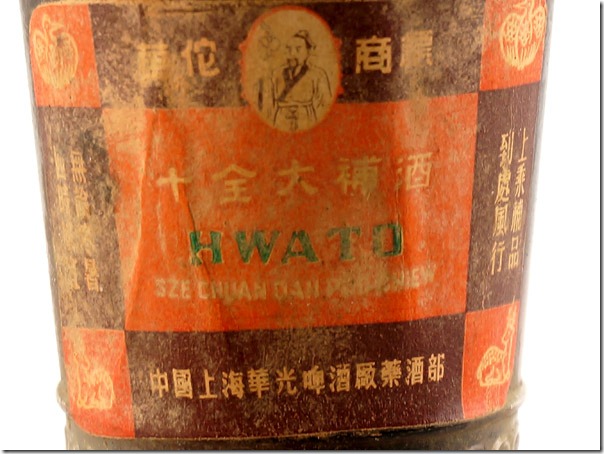 華佗 商標
十全大補酒
HWATO
SZE CHUAN DAH POO CHIEW
中國上海華光啤酒廠藥酒部
上乘補品
到處風行